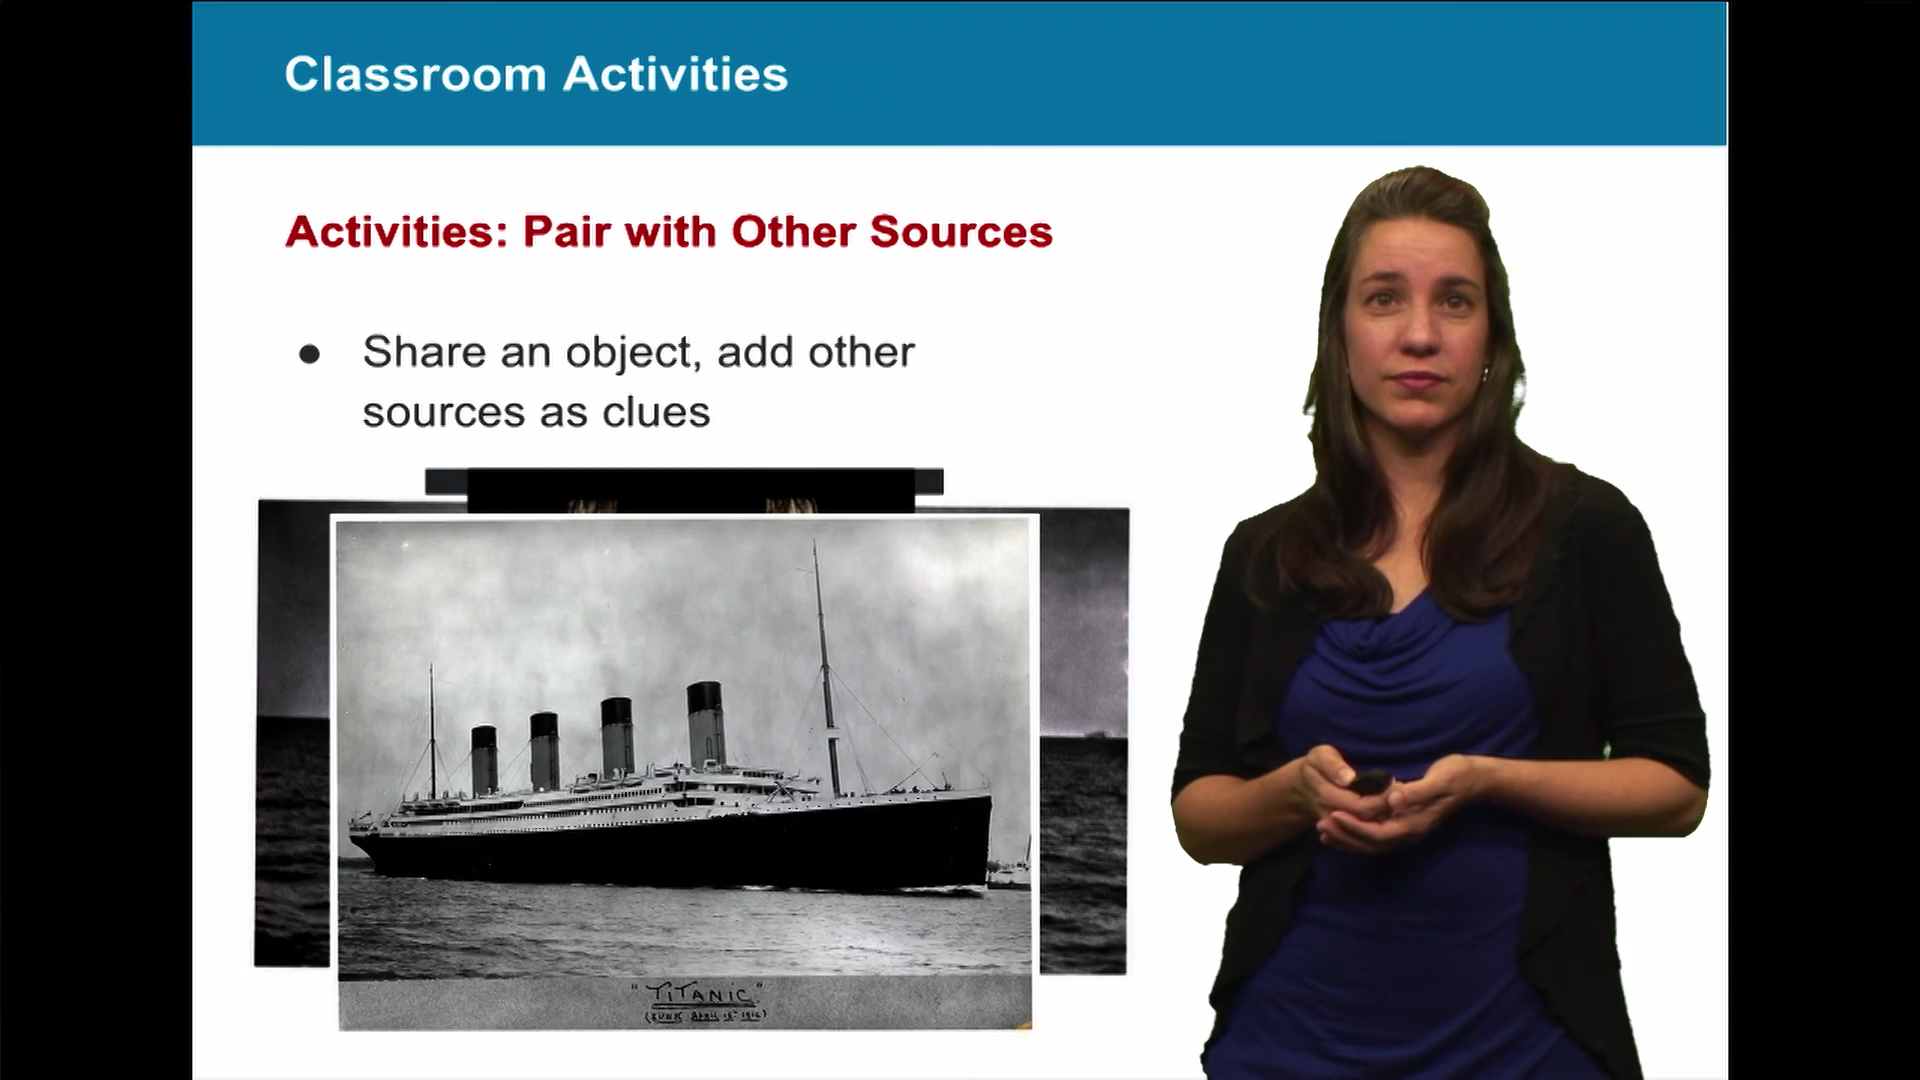 Classroom Activities
Activities: Pair with Other Sources
● Share an object, add other
sources as clues
"TITANIC"
(SUNK April 15th 1912)